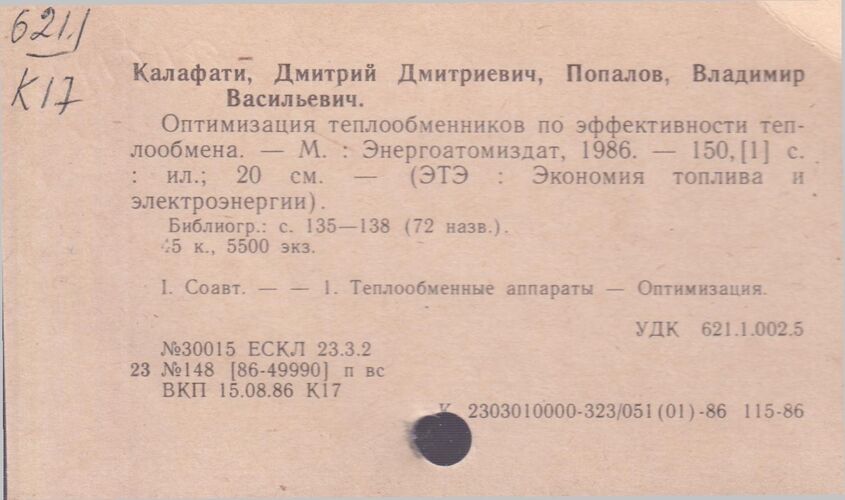 621.1
К17
Калафати, Дмитрий Дмитриевич, Попалов, Владимир
Васильевич.
Оптимизация теплообменников по эффективности теп-
лообмена. — М. : Энергоатомиздат, 1986. — 150, [1] с.
: ил.; 20 см. — (ЭТЭ : Экономия топлива и
электроэнергии).
Библиогр.: с. 135—138 (72 назв.).
45 к., 5500 экз.
I. Соавт. — — 1. Теплообменные аппараты — Оптимизация.
УДК 621.1.002.5
№30015 ЕСКЛ 23.3.2
23 №148 [86-49990] п вс
ВКП 15.08.86 К17
К 2303010000-323/051(01)-86 115-86